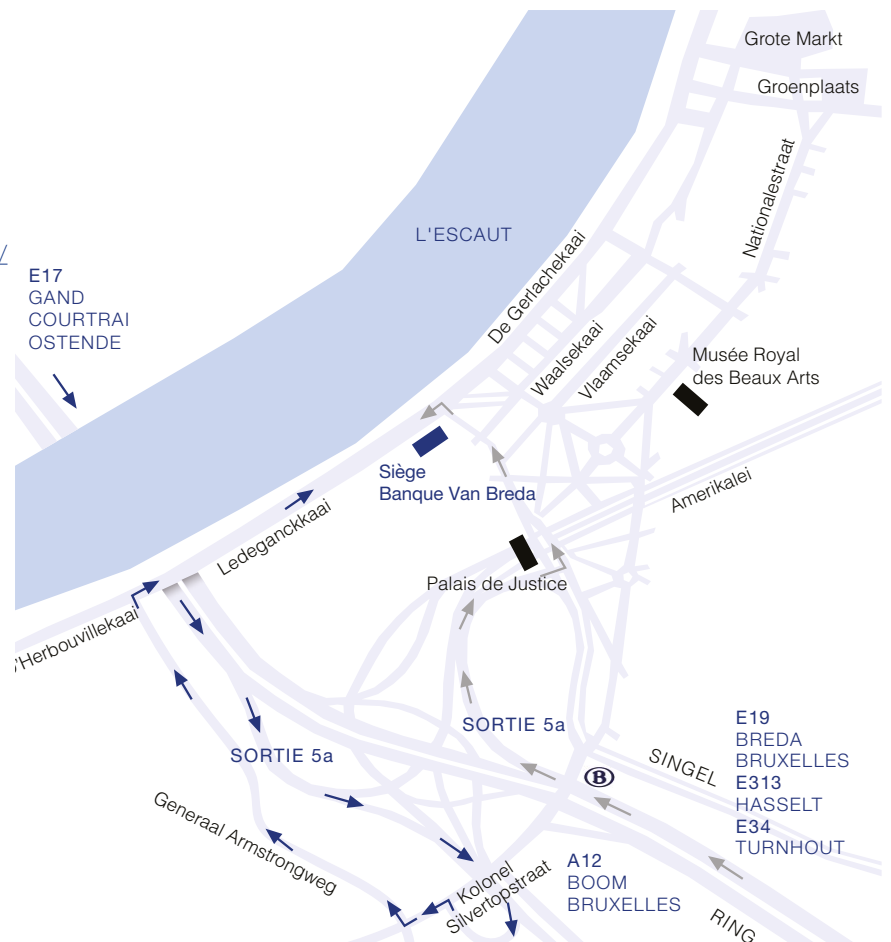 Grote Markt
Groenplaats
Nationalestraat
L'ESCAUT
/
E17
GAND
COURTRAI
OSTENDE
De Gerlachekaai
Waalsekaai
Vlaamsekaai
Musée Royal
des Beaux Arts
Siège
Banque Van Breda
Amerikalei
Ledeganckkaai
Palais de Justice
'Herbouvillekaai
SORTIE 5a
SORTIE 5a
E19
BREDA
BRUXELLES
E313
HASSELT
E34
TURNHOUT
SINGEL
B
Generaal Armstrongweg
Kolonel
Silvertopstraat
A12
BOOM
BRUXELLES
RING